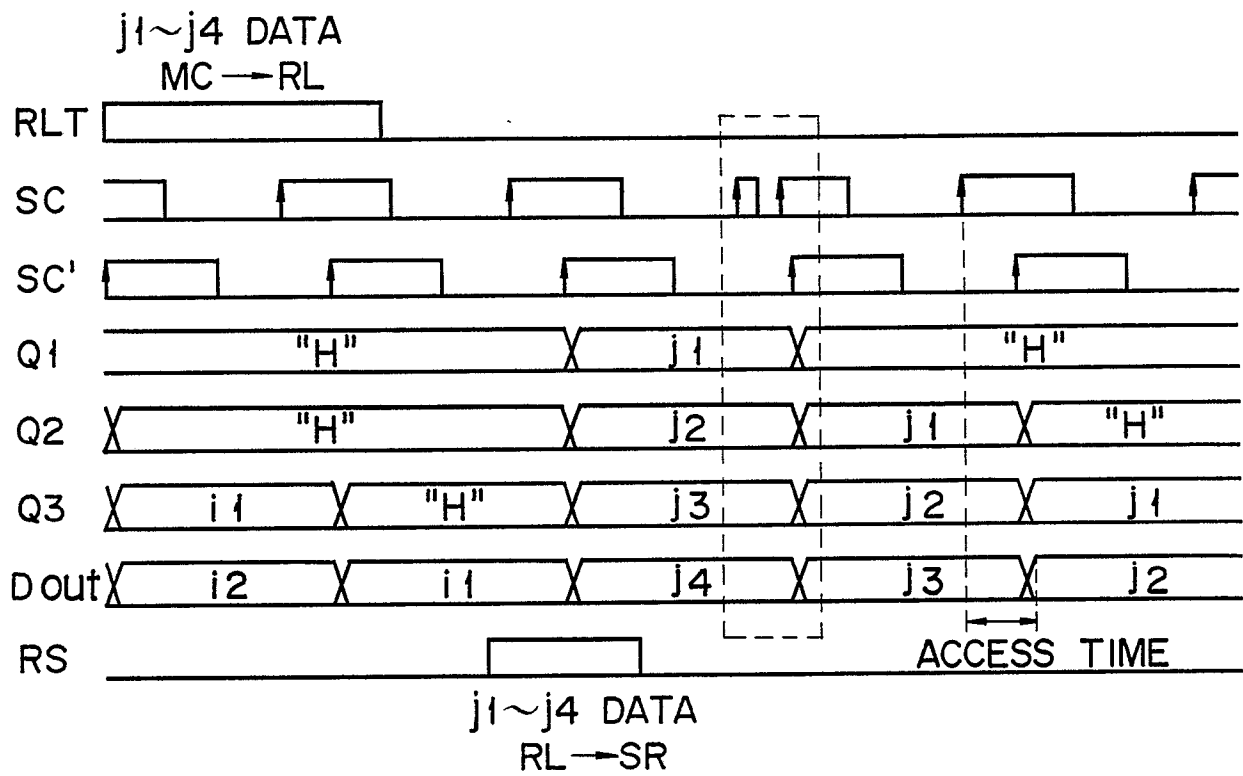 j1~j4 DATA
MC→RL
RLT
SC
SC'
Q1 "H" j1 "H"
Q2 "H" j2 j1 "H"
Q3 i1 "H" j3 j2 j1
Dout i2 i1 j4 j3 j2
RS ACCESS TIME
j1~j4 DATA
RL→SR